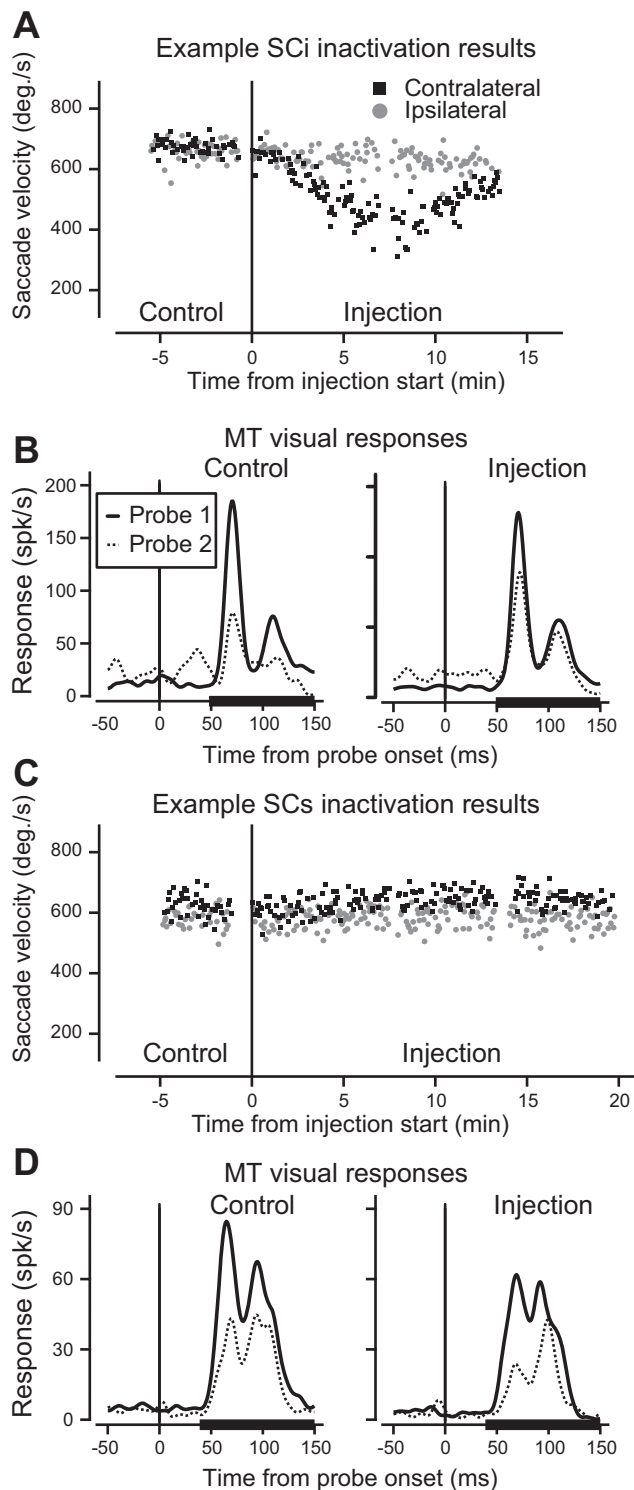 A
Example SCi inactivation results
Contralateral
Ipsilateral
Saccade velocity (deg./s)
800
600
400
200
Control
Injection
-5
0
5
10
15
Time from injection start (min)
B
MT visual responses
Control
Injection
Response (spk/s)
200
150
100
50
0
Probe 1
Probe 2
-50
0
50
100
150
-50
0
50
100
150
Time from probe onset (ms)
C
Example SCs inactivation results
Saccade velocity (deg./s)
800
600
400
200
Control
Injection
-5
0
5
10
15
20
Time from injection start (min)
D
MT visual responses
Control
Injection
Response (spk/s)
90
60
30
0
-50
0
50
100
150
-50
0
50
100
150
Time from probe onset (ms)